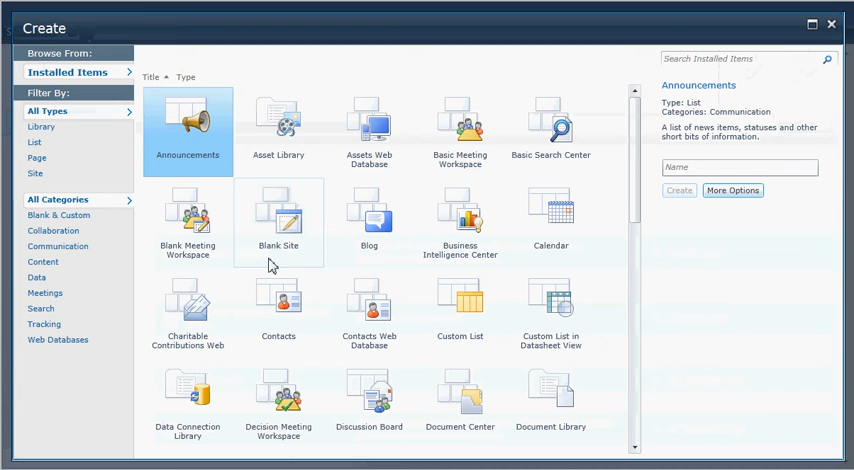 Create
Browse From:
Installed Items
Filter By:
All Types
Library
List
Page
Site
All Categories
Blank & Custom
Collaboration
Communication
Content
Data
Meetings
Search
Tracking
Web Databases
Title Type
Announcements
Asset Library
Assets Web
Database
Basic Meeting
Workspace
Basic Search Center
Blank Meeting
Workspace
Blank Site
Blog
Business
Intelligence Center
Calendar
Charitable
Contributions Web
Contacts
Contacts Web
Database
Custom List
Custom List in
Datasheet View
Data Connection
Library
Decision Meeting
Workspace
Discussion Board
Document Center
Document Library
Search Installed Items
Announcements
Type: List
Categories: Communication
A list of news items, statuses and other
short bits of information.
Name
Create More Options